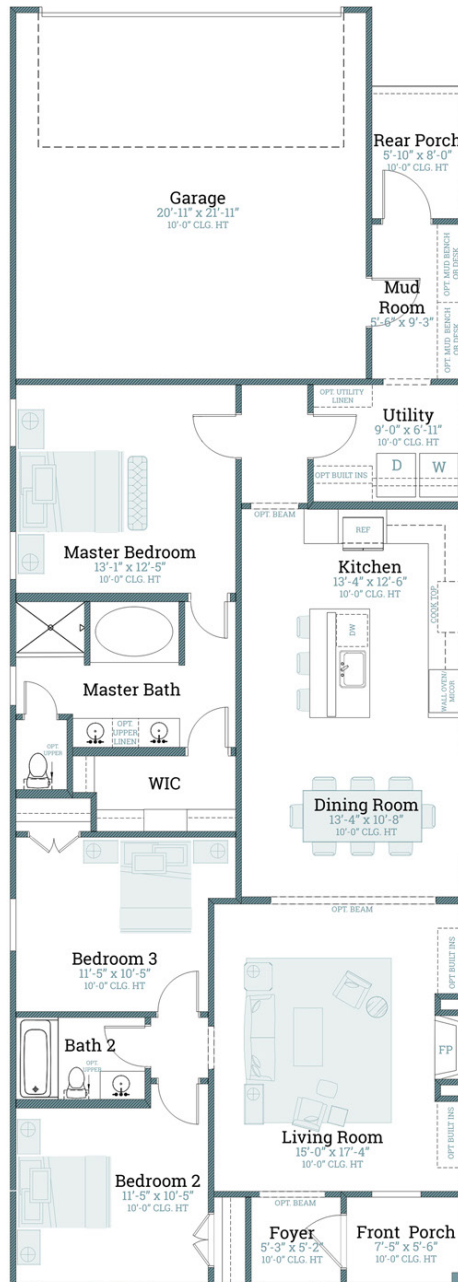 Garage
20'-11" x 21'-11"
10'-0" CLG. HT
Rear Porch
5'-10" x 8'-0"
10'-0" CLG. HT
Mud
Room
5'-6" x 9'-3"
OPT. MUD BENCH
OR DESK
OPT. MUD BENCH
OR DESK
OPT. UTILITY
LINEN
Utility
9'-0" x 6'-11"
10'-0" CLG. HT
OPT BUILT INS
D
W
OPT. BEAM
Master Bedroom
13'-1" x 12'-5"
10'-0" CLG. HT
REF
Kitchen
13'-4" x 12'-6"
10'-0" CLG. HT
COOK TOP
DW
WALL OVEN/
MICOR
Master Bath
OPT.
UPPER
LINEN
OPT.
UPPER
WIC
Dining Room
13'-4" x 10'-8"
10'-0" CLG. HT
OPT. BEAM
Bedroom 3
11'-5" x 10'-5"
10'-0" CLG. HT
OPT BUILT INS
Bath 2
OPT.
UPPER
FP
OPT BUILT INS
Living Room
15'-0" x 17'-4"
10'-0" CLG. HT
Bedroom 2
11'-5" x 10'-5"
10'-0" CLG. HT
OPT. BEAM
Foyer
5'-3" x 5'-2"
10'-0" CLG. HT
Front Porch
7'-5" x 5'-6"
10'-0" CLG. HT